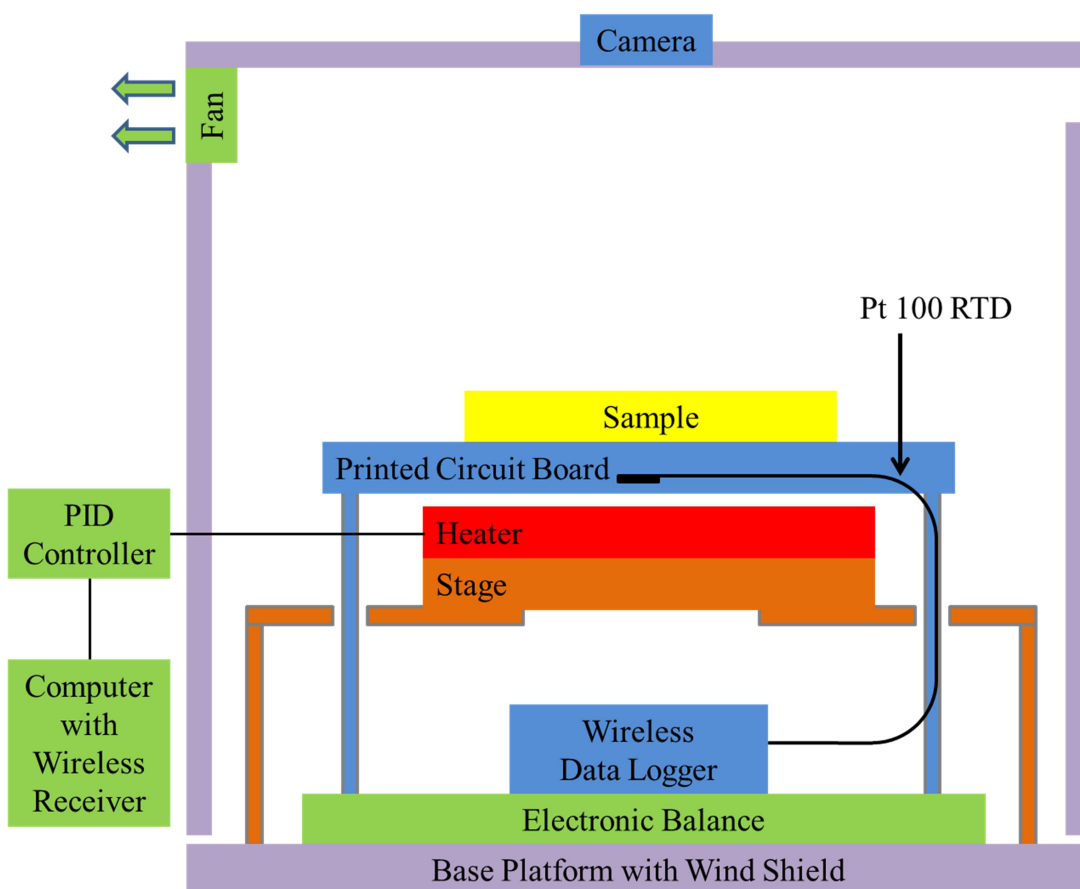 Camera
Fan
Pt 100 RTD
Sample
Printed Circuit Board
PID
Controller
Heater
Stage
Computer
with
Wireless
Receiver
Wireless
Data Logger
Electronic Balance
Base Platform with Wind Shield